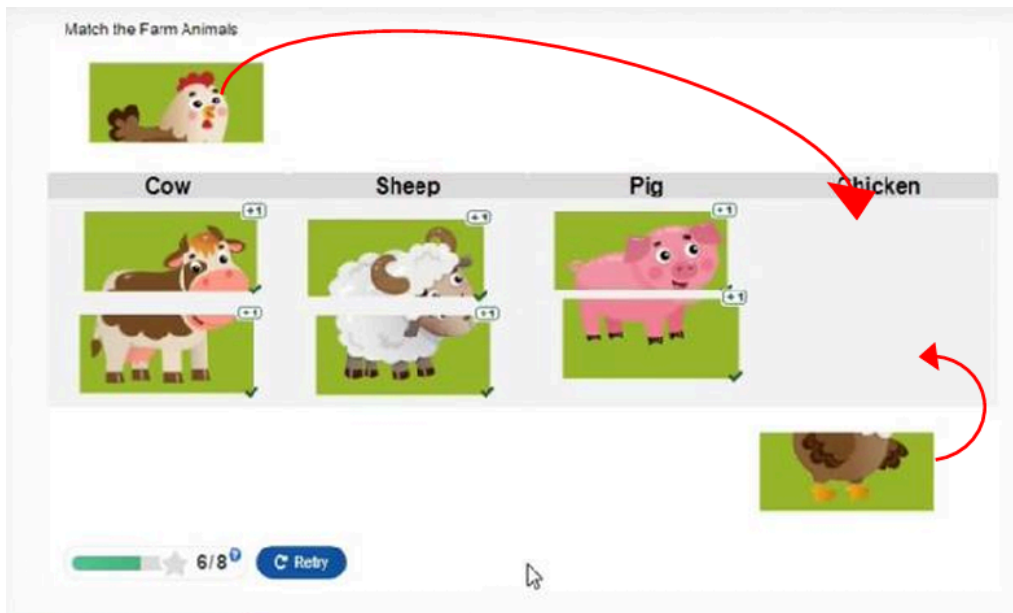 Match the Farm Animals
Cow Sheep Pig Chicken
+1 +1 +1
+1 +1 +1
6/8 ?
Retry